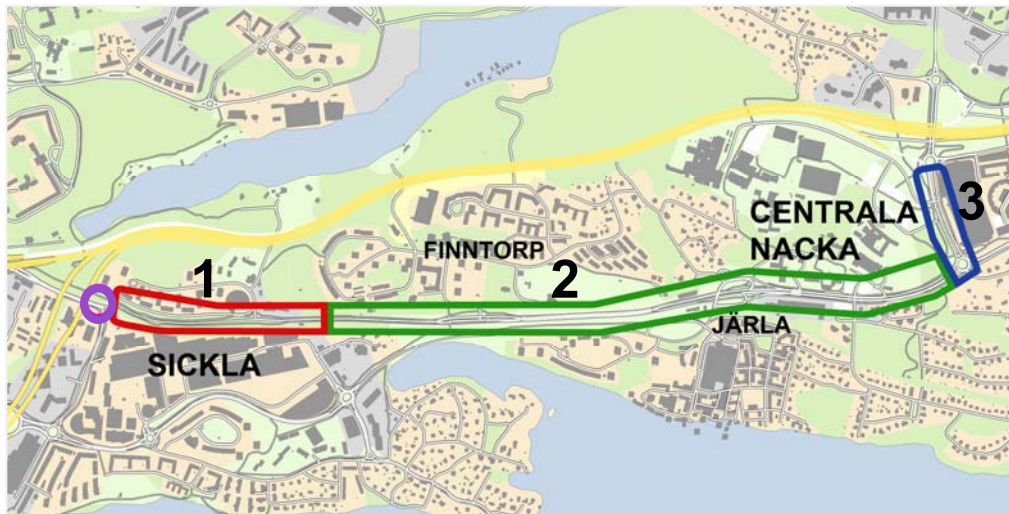 CENTRALA
NACKA
3
FINNTORP
1
2
JÄRLA
SICKLA